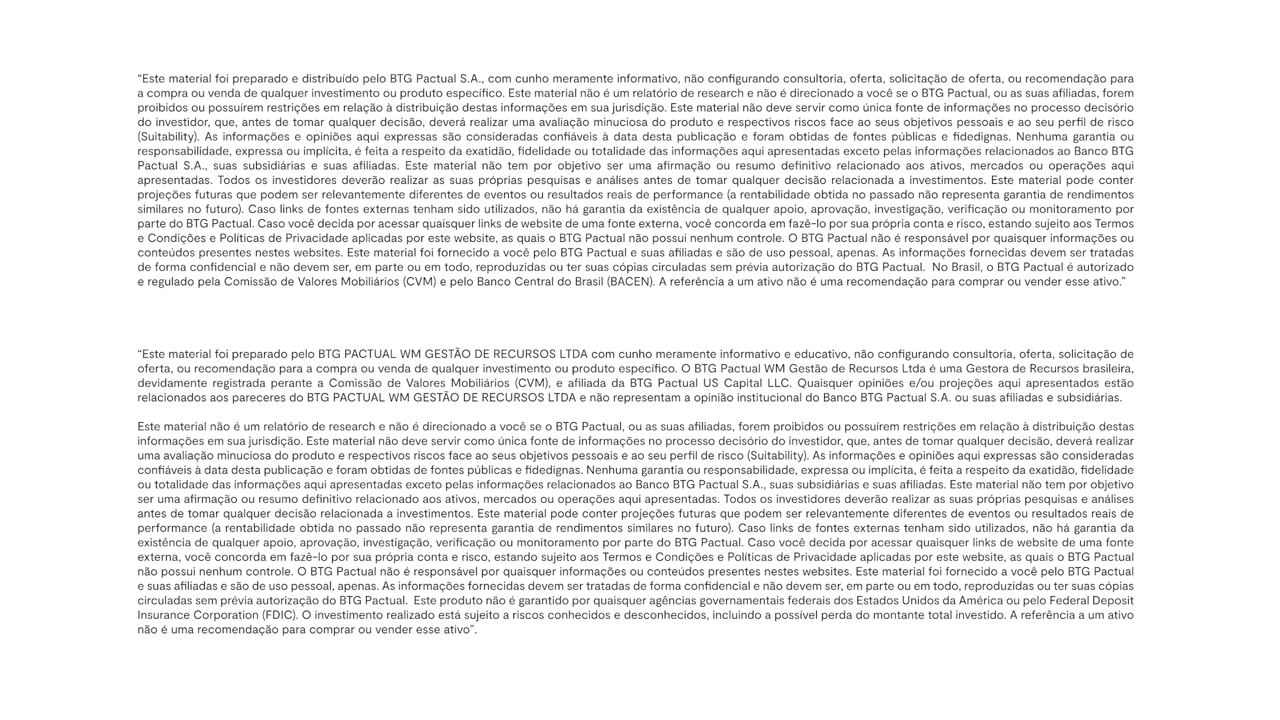 “Este material foi preparado e distribuído pelo BTG Pactual S.A., com cunho meramente informativo, não configurando consultoria, oferta, solicitação de oferta, ou recomendação para
a compra ou venda de qualquer investimento ou produto específico. Este material não é um relatório de research e não é direcionado a você se o BTG Pactual, ou as suas afiliadas, forem
proibidos ou possuírem restrições em relação à distribuição destas informações em sua jurisdição. Este material não deve servir como única fonte de informações no processo decisório
do investidor, que, antes de tomar qualquer decisão, deverá realizar uma avaliação minuciosa do produto e respectivos riscos face ao seus objetivos pessoais e ao seu perfil de risco
(Suitability). As informações e opiniões aqui expressas são consideradas confiáveis à data desta publicação e foram obtidas de fontes públicas e fidedignas. Nenhuma garantia ou
responsabilidade, expressa ou implícita, é feita a respeito da exatidão, fidelidade ou totalidade das informações aqui apresentadas exceto pelas informações relacionados ao Banco BTG
Pactual S.A., suas subsidiárias e suas afiliadas. Este material não tem por objetivo ser uma afirmação ou resumo definitivo relacionado aos ativos, mercados ou operações aqui
apresentadas. Todos os investidores deverão realizar as suas próprias pesquisas e análises antes de tomar qualquer decisão relacionada a investimentos. Este material pode conter
projeções futuras que podem ser relevantemente diferentes de eventos ou resultados reais de performance (a rentabilidade obtida no passado não representa garantia de rendimentos
similares no futuro). Caso links de fontes externas tenham sido utilizados, não há garantia da existência de qualquer apoio, aprovação, investigação, verificação ou monitoramento por
parte do BTG Pactual. Caso você decida por acessar quaisquer links de website de uma fonte externa, você concorda em fazê-lo por sua própria conta e risco, estando sujeito aos Termos
e Condições e Políticas de Privacidade aplicadas por este website, as quais o BTG Pactual não possui nenhum controle. O BTG Pactual não é responsável por quaisquer informações ou
conteúdos presentes nestes websites. Este material foi fornecido a você pelo BTG Pactual e suas afiliadas e são de uso pessoal, apenas. As informações fornecidas devem ser tratadas
de forma confidencial e não devem ser, em parte ou em todo, reproduzidas ou ter suas cópias circuladas sem prévia autorização do BTG Pactual.  No Brasil, o BTG Pactual é autorizado
e regulado pela Comissão de Valores Mobiliários (CVM) e pelo Banco Central do Brasil (BACEN). A referência a um ativo não é uma recomendação para comprar ou vender esse ativo.”
“Este material foi preparado pelo BTG PACTUAL WM GESTÃO DE RECURSOS LTDA com cunho meramente informativo e educativo, não configurando consultoria, oferta, solicitação de
oferta, ou recomendação para a compra ou venda de qualquer investimento ou produto específico. O BTG Pactual WM Gestão de Recursos Ltda é uma Gestora de Recursos brasileira,
devidamente registrada perante a Comissão de Valores Mobiliários (CVM), e afiliada da BTG Pactual US Capital LLC. Quaisquer opiniões e/ou projeções aqui apresentados estão
relacionados aos pareceres do BTG PACTUAL WM GESTÃO DE RECURSOS LTDA e não representam a opinião institucional do Banco BTG Pactual S.A. ou suas afiliadas e subsidiárias.
Este material não é um relatório de research e não é direcionado a você se o BTG Pactual, ou as suas afiliadas, forem proibidos ou possuírem restrições em relação à distribuição destas
informações em sua jurisdição. Este material não deve servir como única fonte de informações no processo decisório do investidor, que, antes de tomar qualquer decisão, deverá realizar
uma avaliação minuciosa do produto e respectivos riscos face ao seus objetivos pessoais e ao seu perfil de risco (Suitability). As informações e opiniões aqui expressas são consideradas
confiáveis à data desta publicação e foram obtidas de fontes públicas e fidedignas. Nenhuma garantia ou responsabilidade, expressa ou implícita, é feita a respeito da exatidão, fidelidade
ou totalidade das informações aqui apresentadas exceto pelas informações relacionados ao Banco BTG Pactual S.A., suas subsidiárias e suas afiliadas. Este material não tem por objetivo
ser uma afirmação ou resumo definitivo relacionado aos ativos, mercados ou operações aqui apresentadas. Todos os investidores deverão realizar as suas próprias pesquisas e análises
antes de tomar qualquer decisão relacionada a investimentos. Este material pode conter projeções futuras que podem ser relevantemente diferentes de eventos ou resultados reais de
performance (a rentabilidade obtida no passado não representa garantia de rendimentos similares no futuro). Caso links de fontes externas tenham sido utilizados, não há garantia da
existência de qualquer apoio, aprovação, investigação, verificação ou monitoramento por parte do BTG Pactual. Caso você decida por acessar quaisquer links de website de uma fonte
externa, você concorda em fazê-lo por sua própria conta e risco, estando sujeito aos Termos e Condições e Políticas de Privacidade aplicadas por este website, as quais o BTG Pactual
não possui nenhum controle. O BTG Pactual não é responsável por quaisquer informações ou conteúdos presentes nestes websites. Este material foi fornecido a você pelo BTG Pactual
e suas afiliadas e são de uso pessoal, apenas. As informações fornecidas devem ser tratadas de forma confidencial e não devem ser, em parte ou em todo, reproduzidas ou ter suas cópias
circuladas sem prévia autorização do BTG Pactual.  Este produto não é garantido por quaisquer agências governamentais federais dos Estados Unidos da América ou pelo Federal Deposit
Insurance Corporation (FDIC). O investimento realizado está sujeito a riscos conhecidos e desconhecidos, incluindo a possível perda do montante total investido. A referência a um ativo
não é uma recomendação para comprar ou vender esse ativo”.